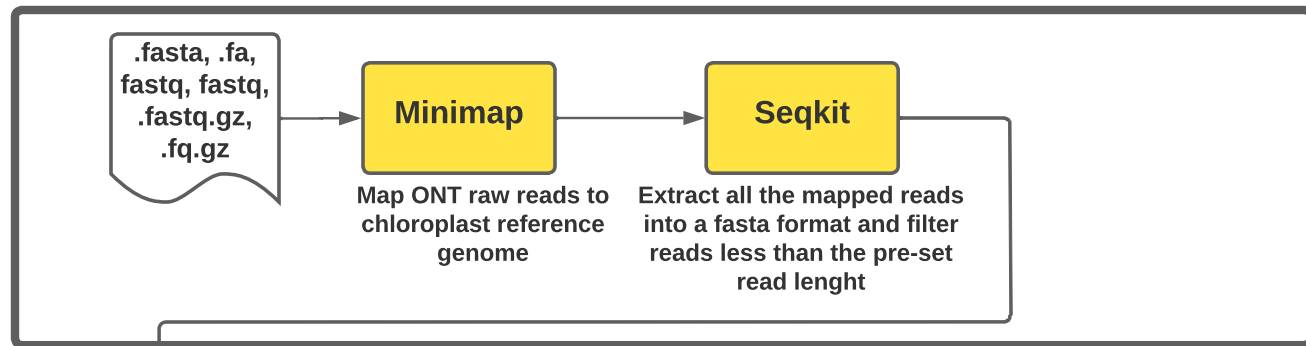 .fasta, .fa,
fastq, fastq,
.fastq.gz,
.fq.gz
Minimap
Map ONT raw reads to
chloroplast reference
genome
Seqkit
Extract all the mapped reads
into a fasta format and filter
reads less than the pre-set
read lenght